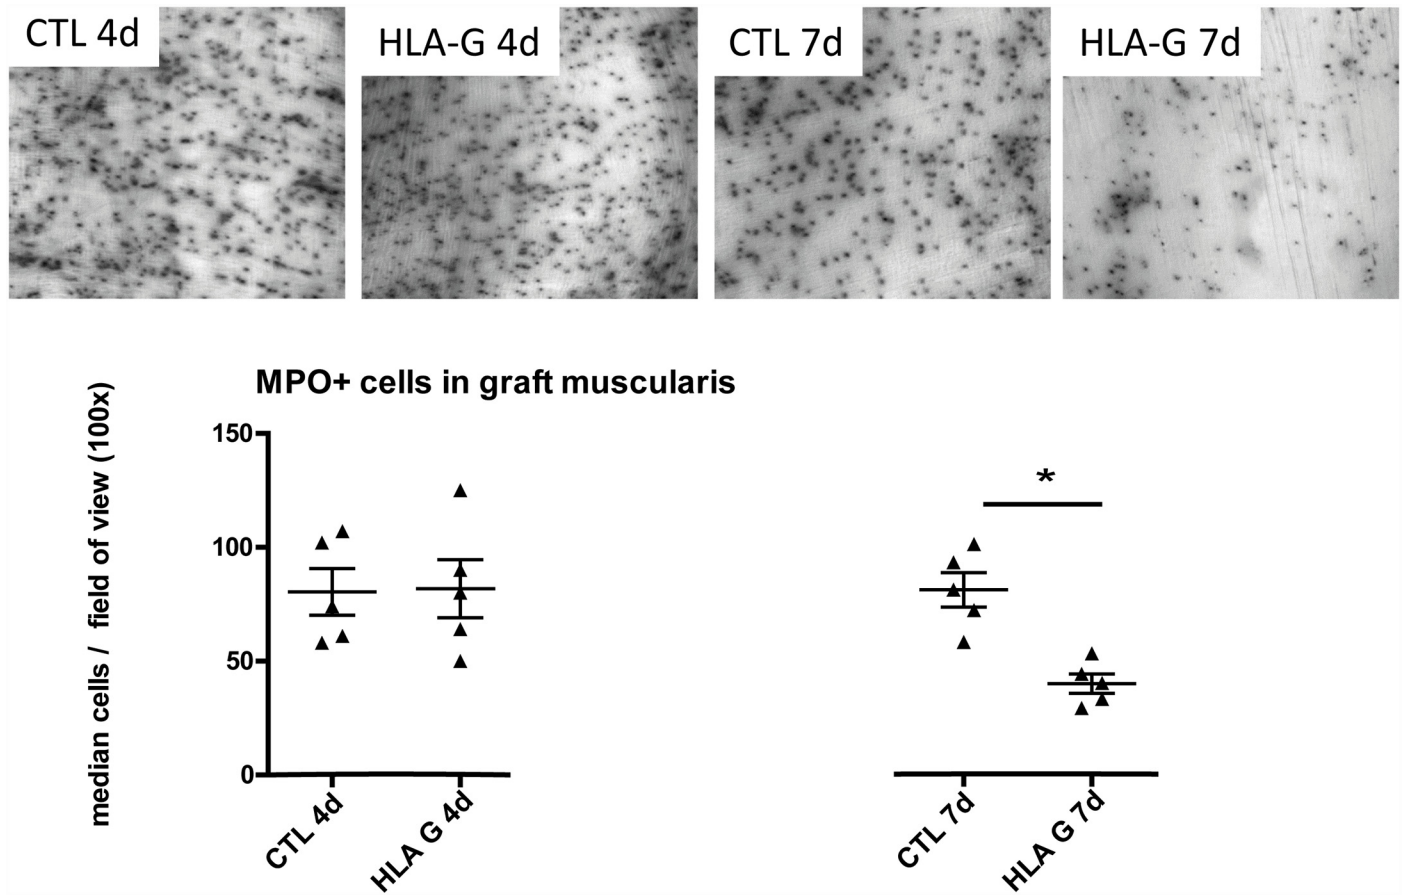 CTL 4d
HLA-G 4d
CTL 7d
HLA-G 7d
MPO+ cells in graft muscularis
median cells / field of view (100x)
150
100
50
0
*
CTL 4d
HLA G 4d
CTL 7d
HLA G 7d